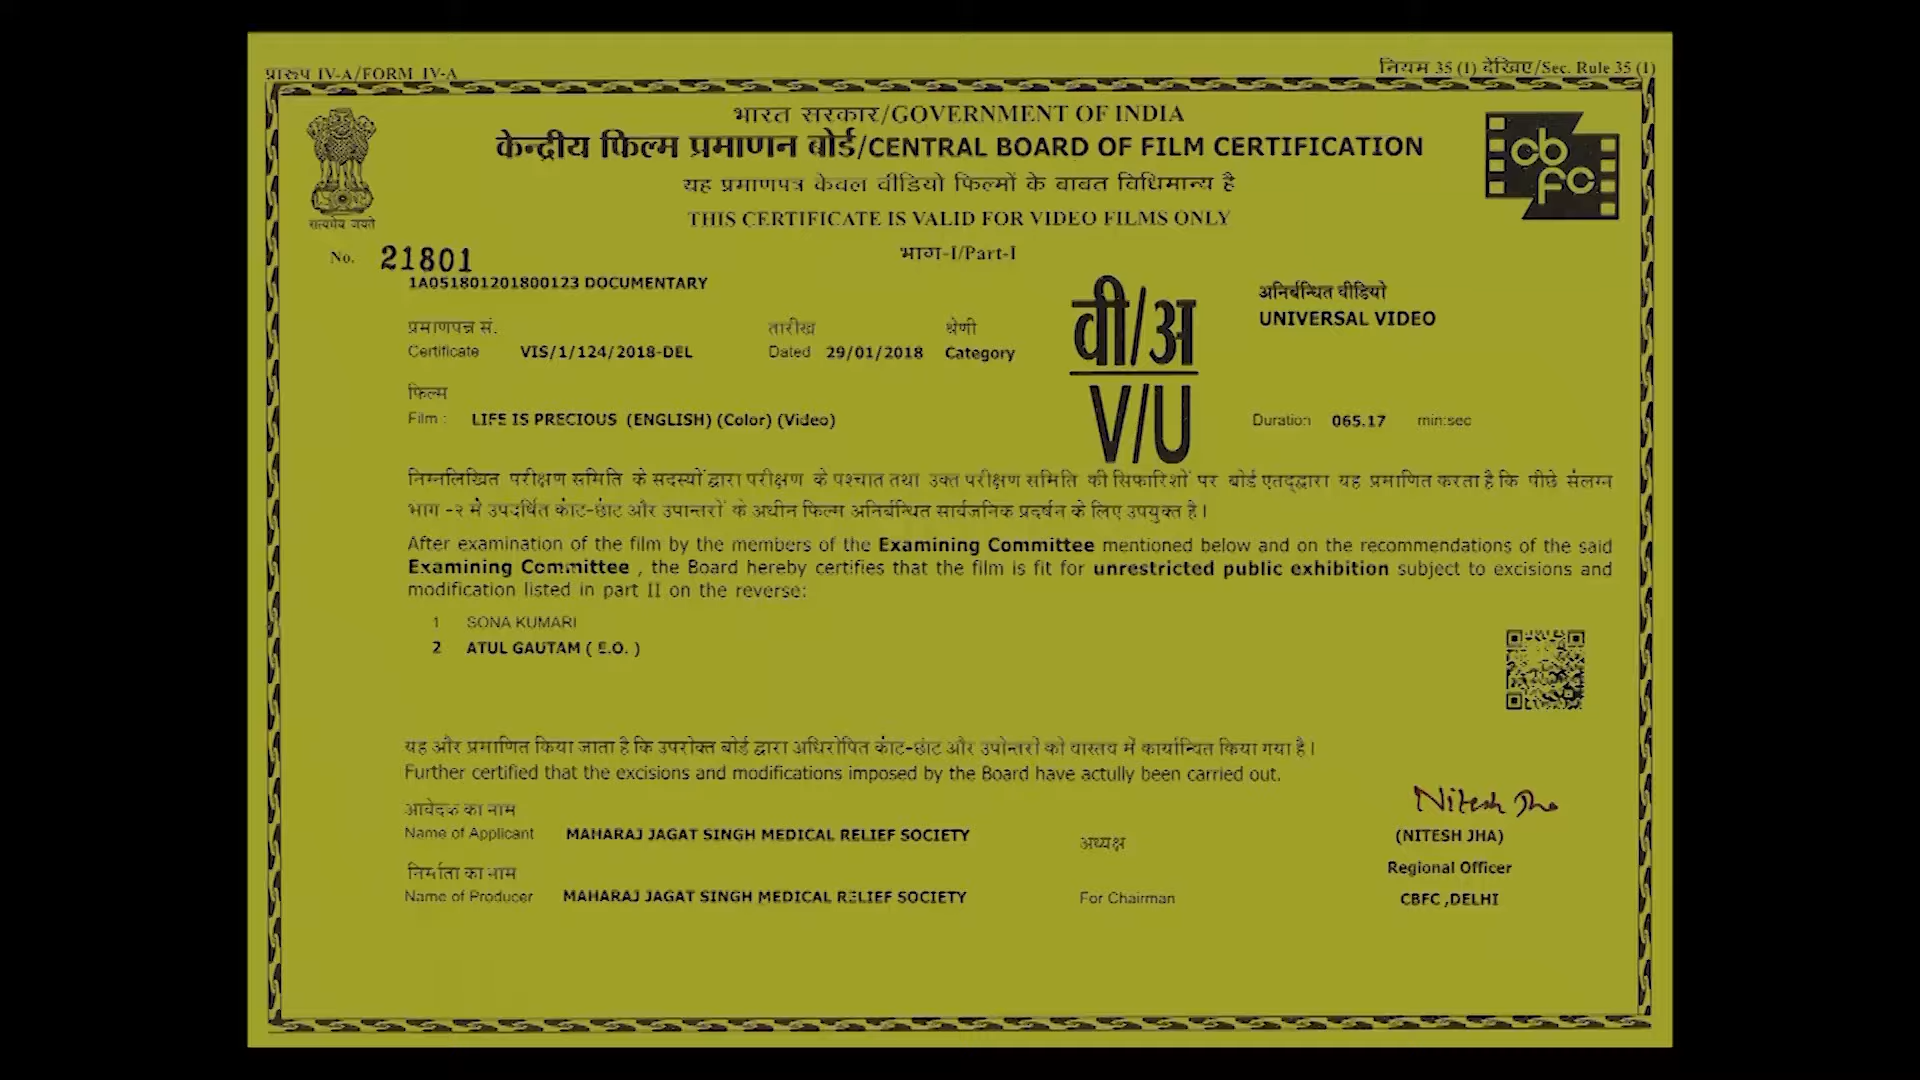 प्रारूप IV-A/FORM IV-A
नियम 35 (1) देखिए/Sec. Rule 35 (1)
भारत सरकार/GOVERNMENT OF INDIA
केन्द्रीय फिल्म प्रमाणन बोर्ड/CENTRAL BOARD OF FILM CERTIFICATION
यह प्रमाणपत्र केवल वीडियो फिल्मों के बावत विधिमान्य है
THIS CERTIFICATE IS VALID FOR VIDEO FILMS ONLY
सत्यमेव जयते
cbfc
No. 21801
भाग-I/Part-I
1A051801201800123 DOCUMENTARY
प्रमाणपत्र सं. तारीख श्रेणी
Certificate VIS/1/124/2018-DEL Dated 29/01/2018 Category
वी/अ
V/U
अनिर्बन्धित वीडियो
UNIVERSAL VIDEO
फिल्म
Film : LIFE IS PRECIOUS (ENGLISH) (Color) (Video)
Duration 065.17 min:sec
निम्नलिखित परीक्षण समिति के सदस्यों द्वारा परीक्षण के पश्चात तथा उक्त परीक्षण समिति की सिफारिशों पर बोर्ड एतद्द्वारा यह प्रमाणित करता है कि पीछे संलग्न
भाग -२ में उपदर्षित कांट-छांट और उपान्तरों के अधीन फिल्म अनिर्बन्धित सार्वजनिक प्रदर्षन के लिए उपयुक्त है।
After examination of the film by the members of the Examining Committee mentioned below and on the recommendations of the said
Examining Committee , the Board hereby certifies that the film is fit for unrestricted public exhibition subject to excisions and
modification listed in part II on the reverse:
1 SONA KUMARI
2 ATUL GAUTAM ( E.O. )
यह और प्रमाणित किया जाता है कि उपरोक्त बोर्ड द्वारा अधिरोपित कांट-छांट और उपांन्तरों को वास्तव में कार्यान्वित किया गया है।
Further certified that the excisions and modifications imposed by the Board have actully been carried out.
Nitesh Jha
आवेदक का नाम
Name of Applicant MAHARAJ JAGAT SINGH MEDICAL RELIEF SOCIETY
अध्यक्ष
(NITESH JHA)
Regional Officer
निर्माता का नाम
Name of Producer MAHARAJ JAGAT SINGH MEDICAL RELIEF SOCIETY
For Chairman
CBFC ,DELHI